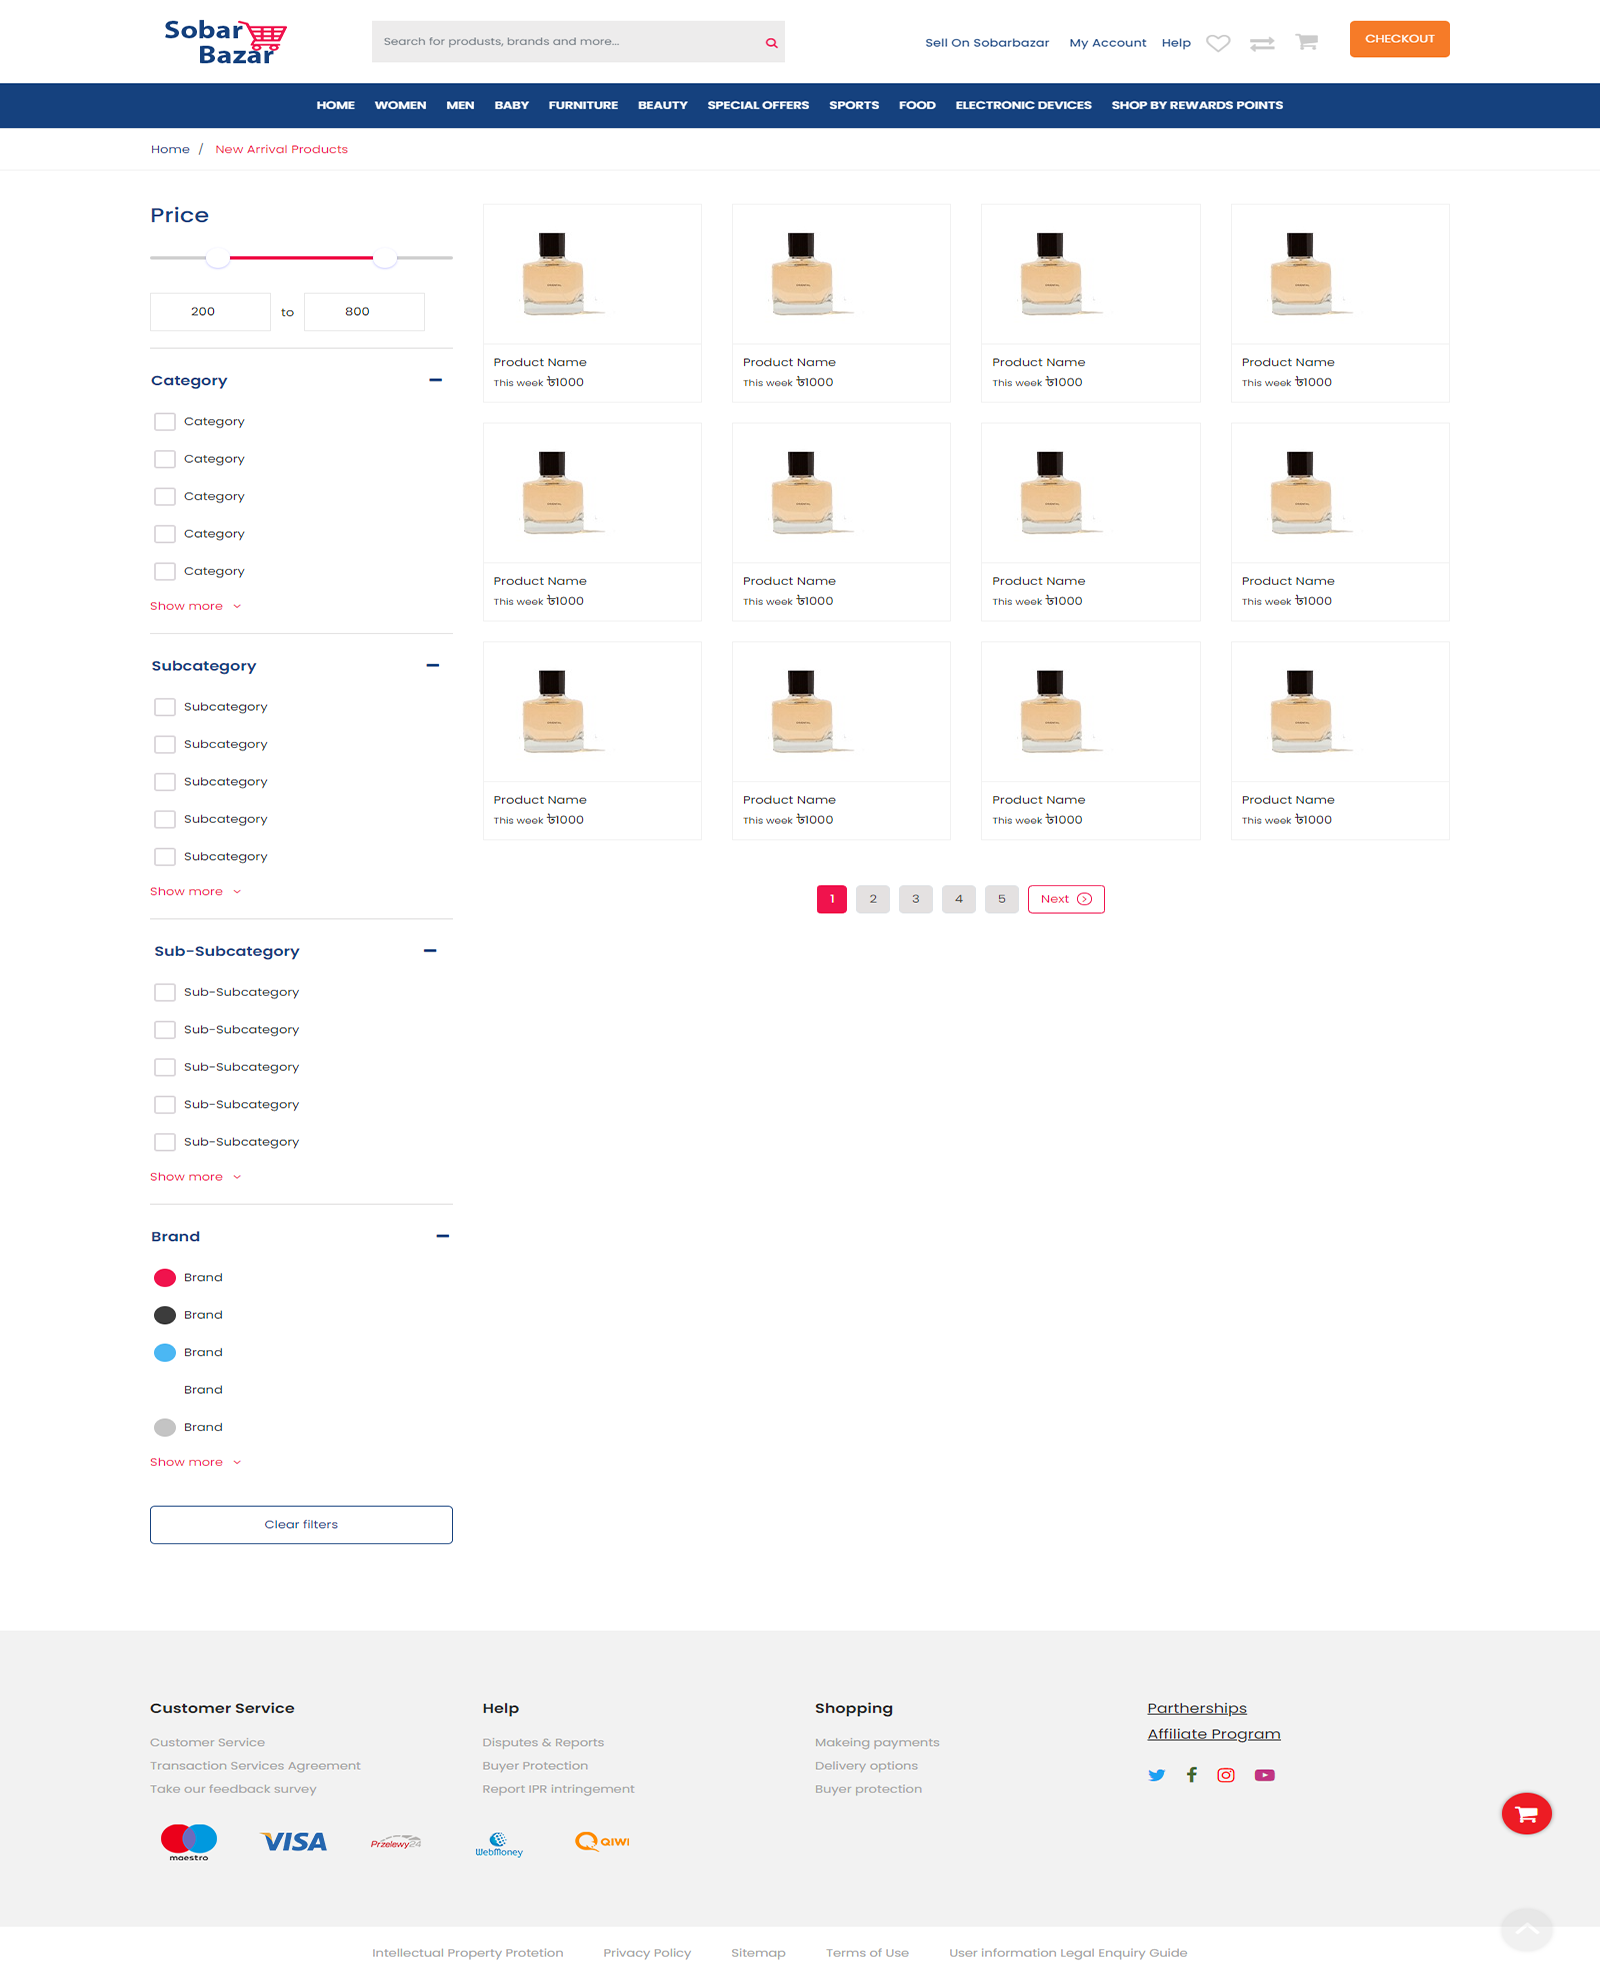 Sobar
Bazar
Search for produsts, brands and more...
Sell On Sobarbazar My Account Help
CHECKOUT
HOME WOMEN MEN BABY FURNITURE BEAUTY SPECIAL OFFERS SPORTS FOOD ELECTRONIC DEVICES SHOP BY REWARDS POINTS
Home / New Arrival Products
Price
200 to 800
Category
Category
Category
Category
Category
Category
Show more
Subcategory
Subcategory
Subcategory
Subcategory
Subcategory
Subcategory
Show more
Sub-Subcategory
Sub-Subcategory
Sub-Subcategory
Sub-Subcategory
Sub-Subcategory
Sub-Subcategory
Show more
Brand
Brand
Brand
Brand
Brand
Brand
Show more
Clear filters
Product Name
This week ৳1000
Product Name
This week ৳1000
Product Name
This week ৳1000
Product Name
This week ৳1000
Product Name
This week ৳1000
Product Name
This week ৳1000
Product Name
This week ৳1000
Product Name
This week ৳1000
Product Name
This week ৳1000
Product Name
This week ৳1000
Product Name
This week ৳1000
Product Name
This week ৳1000
1 2 3 4 5 Next
Customer Service
Customer Service
Transaction Services Agreement
Take our feedback survey
Help
Disputes & Reports
Buyer Protection
Report IPR intringement
Shopping
Makeing payments
Delivery options
Buyer protection
Partherships
Affiliate Program
maestro
VISA
Przelewy24
WebMoney
QIWI
Intellectual Property Protetion Privacy Policy Sitemap Terms of Use User information Legal Enquiry Guide